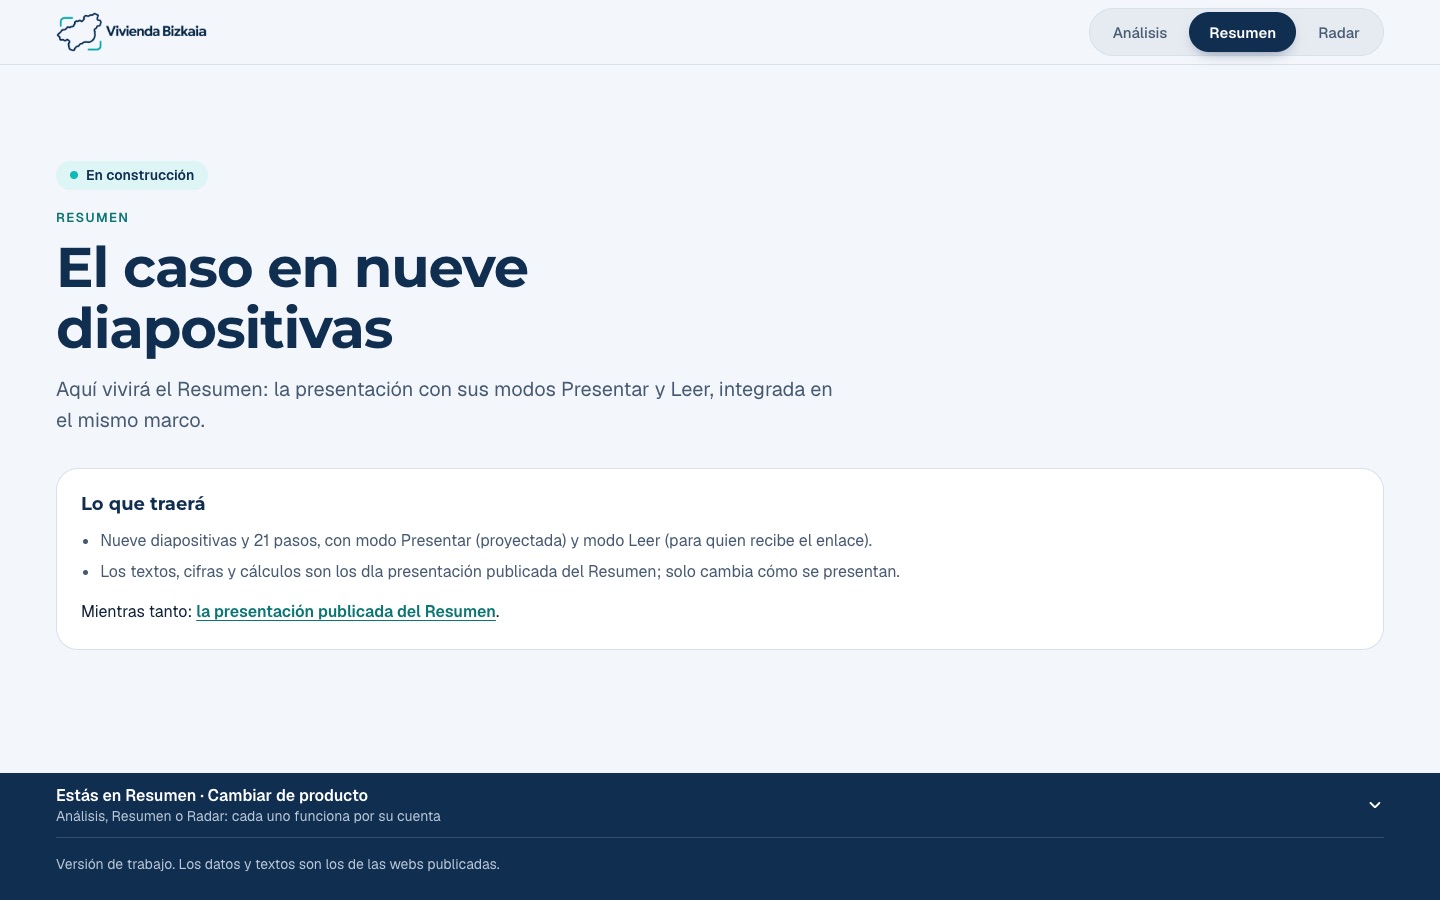 Vivienda Bizkaia
Análisis
Resumen
Radar
En construcción
RESUMEN
El caso en nueve
diapositivas
Aquí vivirá el Resumen: la presentación con sus modos Presentar y Leer, integrada en
el mismo marco.
Lo que traerá
• Nueve diapositivas y 21 pasos, con modo Presentar (proyectada) y modo Leer (para quien recibe el enlace).
• Los textos, cifras y cálculos son los dla presentación publicada del Resumen; solo cambia cómo se presentan.
Mientras tanto: la presentación publicada del Resumen.
Estás en Resumen · Cambiar de producto
Análisis, Resumen o Radar: cada uno funciona por su cuenta
Versión de trabajo. Los datos y textos son los de las webs publicadas.